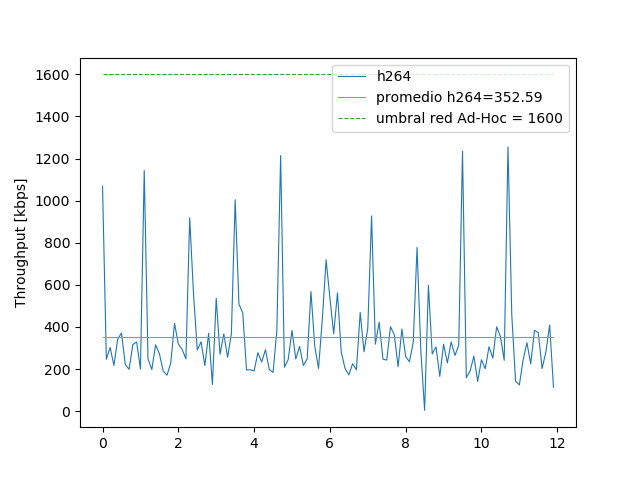 h264
promedio h264=352.59
umbral red Ad-Hoc = 1600
Throughput [kbps]
1600
1400
1200
1000
800
600
400
200
0
0 2 4 6 8 10 12